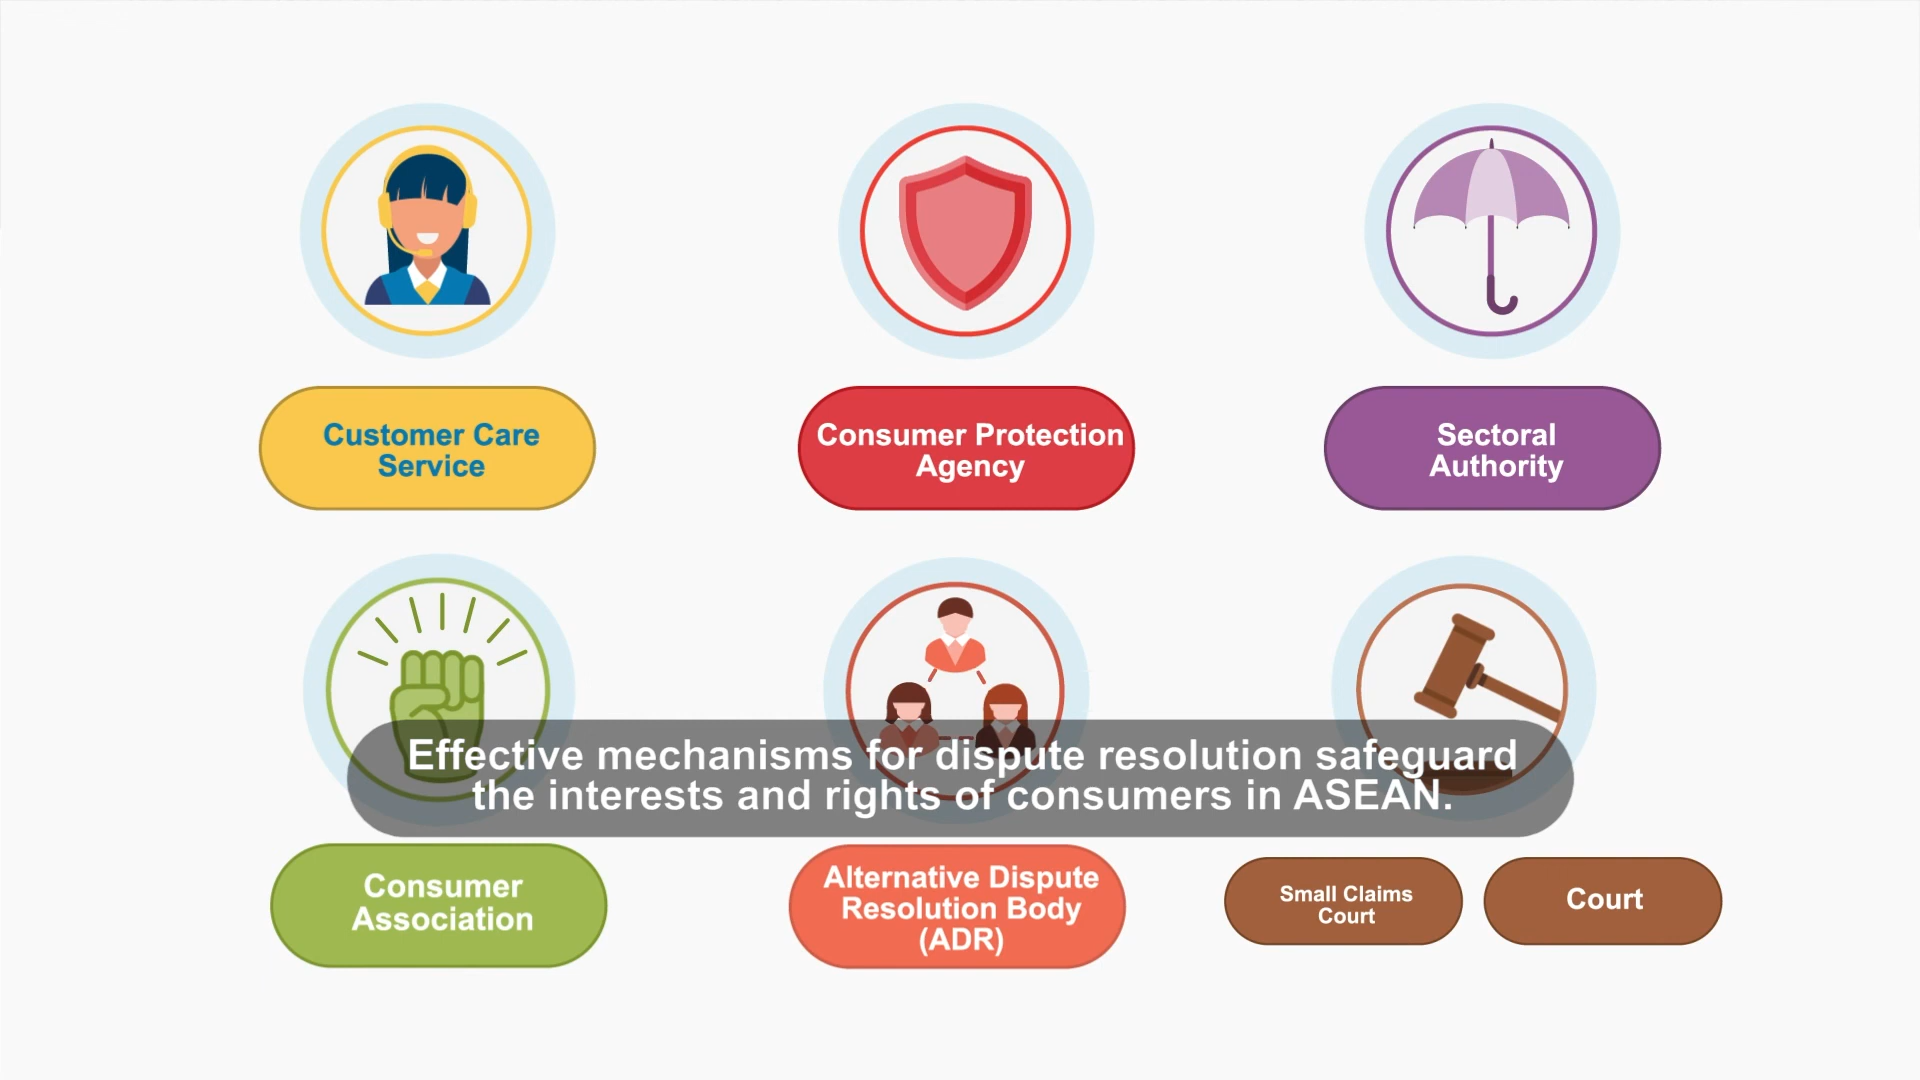 Customer Care
Service
Consumer Protection
Agency
Sectoral
Authority
Effective mechanisms for dispute resolution safeguard
the interests and rights of consumers in ASEAN.
Consumer
Association
Alternative Dispute
Resolution Body
(ADR)
Small Claims
Court
Court